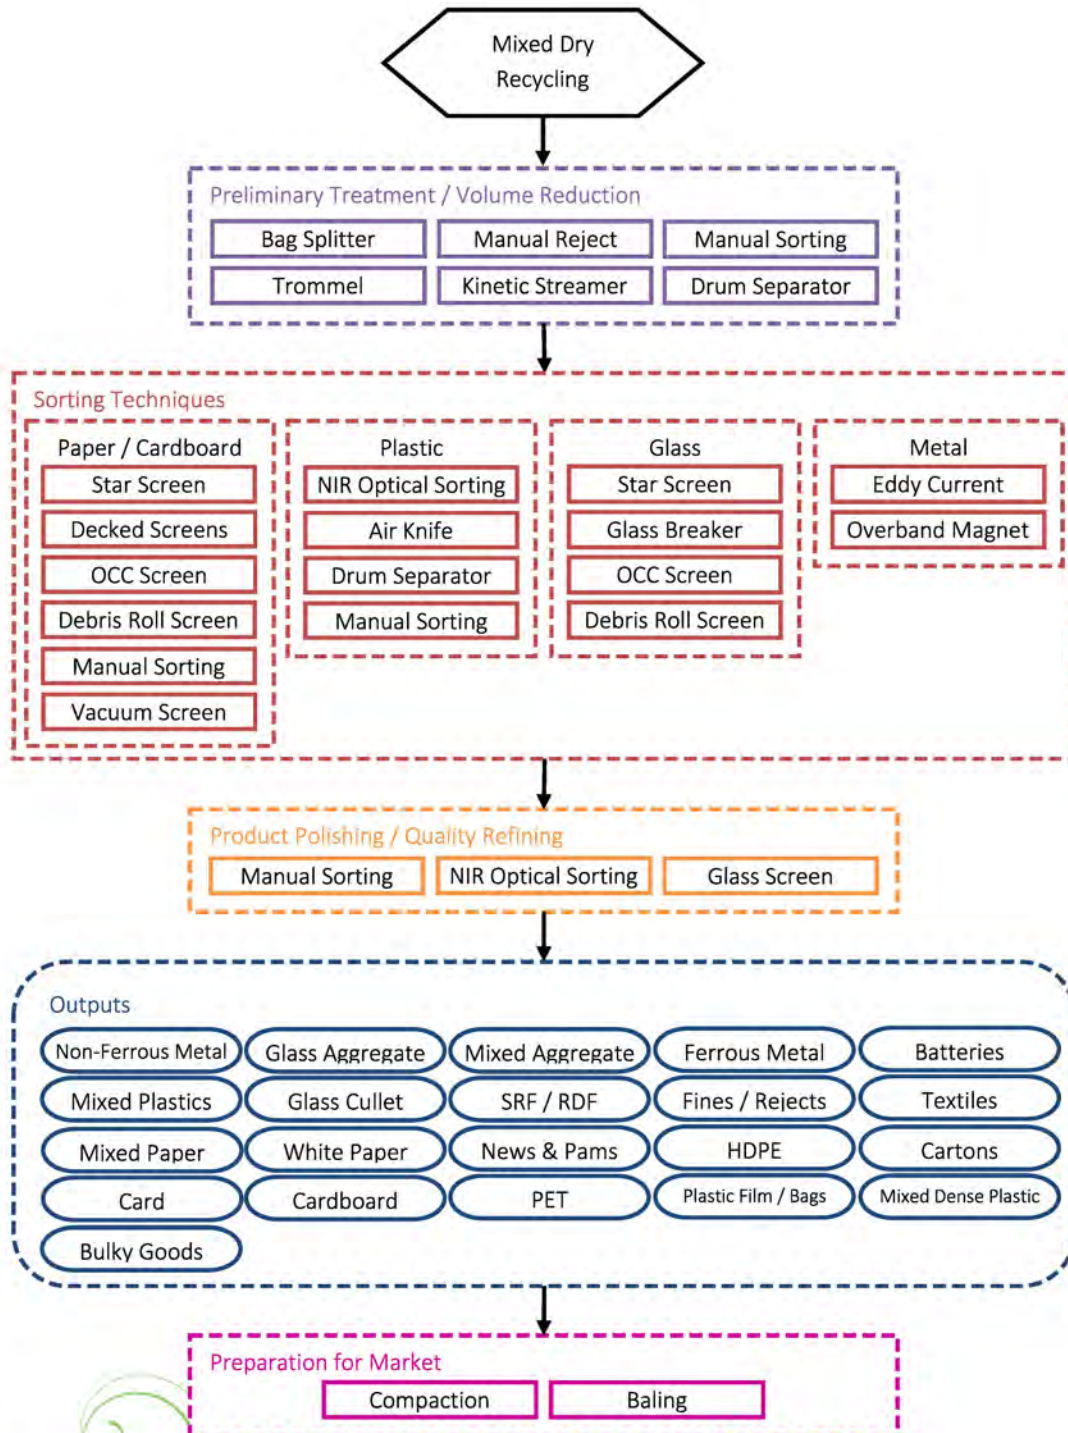 Mixed Dry
Recycling
Preliminary Treatment / Volume Reduction
Bag Splitter
Manual Reject
Manual Sorting
Trommel
Kinetic Streamer
Drum Separator
Sorting Techniques
Paper / Cardboard
Star Screen
Decked Screens
OCC Screen
Debris Roll Screen
Manual Sorting
Vacuum Screen
Plastic
NIR Optical Sorting
Air Knife
Drum Separator
Manual Sorting
Glass
Star Screen
Glass Breaker
OCC Screen
Debris Roll Screen
Metal
Eddy Current
Overband Magnet
Product Polishing / Quality Refining
Manual Sorting
NIR Optical Sorting
Glass Screen
Outputs
Non-Ferrous Metal
Glass Aggregate
Mixed Aggregate
Ferrous Metal
Batteries
Mixed Plastics
Glass Cullet
SRF / RDF
Fines / Rejects
Textiles
Mixed Paper
White Paper
News & Pams
HDPE
Cartons
Card
Cardboard
PET
Plastic Film / Bags
Mixed Dense Plastic
Bulky Goods
Preparation for Market
Compaction
Baling